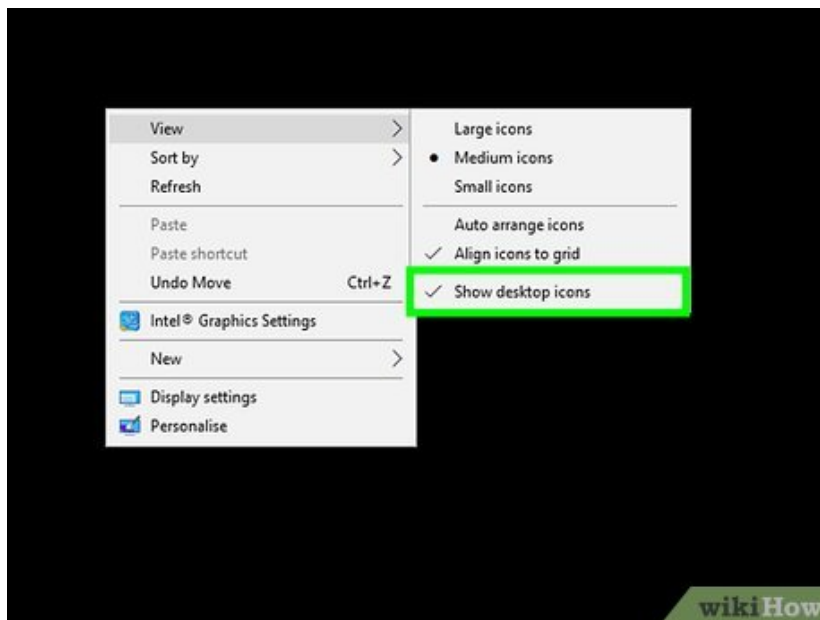 View
Sort by
Refresh
Paste
Paste shortcut
Undo Move Ctrl+Z
Intel® Graphics Settings
New
Display settings
Personalise
Large icons
Medium icons
Small icons
Auto arrange icons
Align icons to grid
Show desktop icons
wikiHow